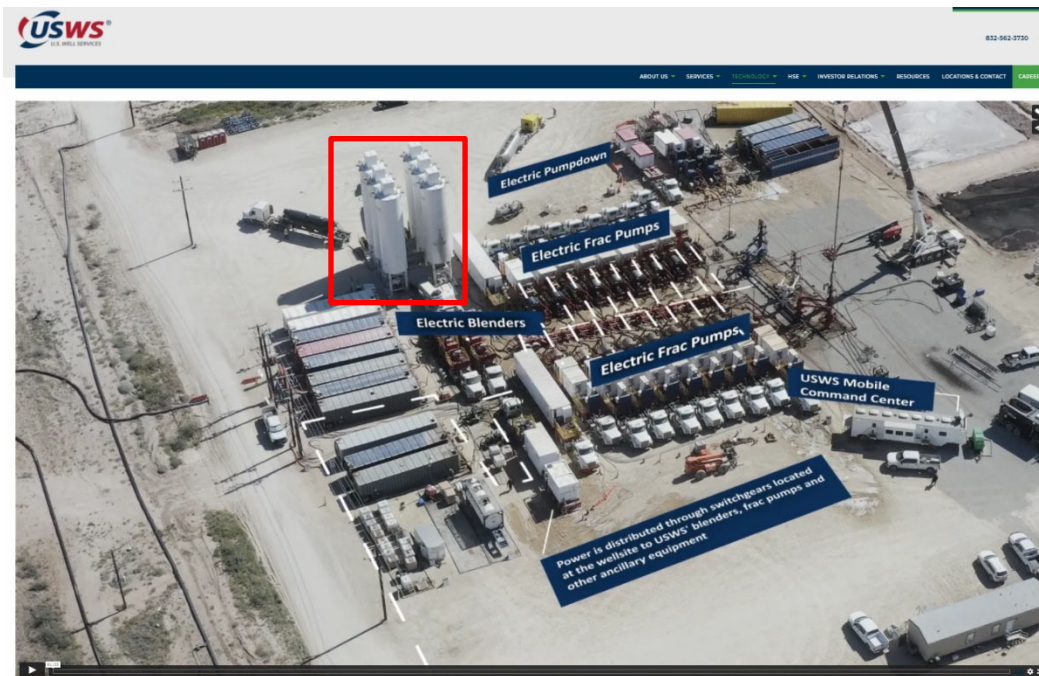 USWS®
U.S. WELL SERVICES
832-562-3730
ABOUT US SERVICES TECHNOLOGY HSE INVESTOR RELATIONS RESOURCES LOCATIONS & CONTACT CAREER
Electric Pumpdown
Electric Frac Pumps
Electric Blenders
Electric Frac Pumps
USWS Mobile
Command Center
Power is distributed through switchgears located
at the wellsite to USWS' blenders, frac pumps and
other ancillary equipment